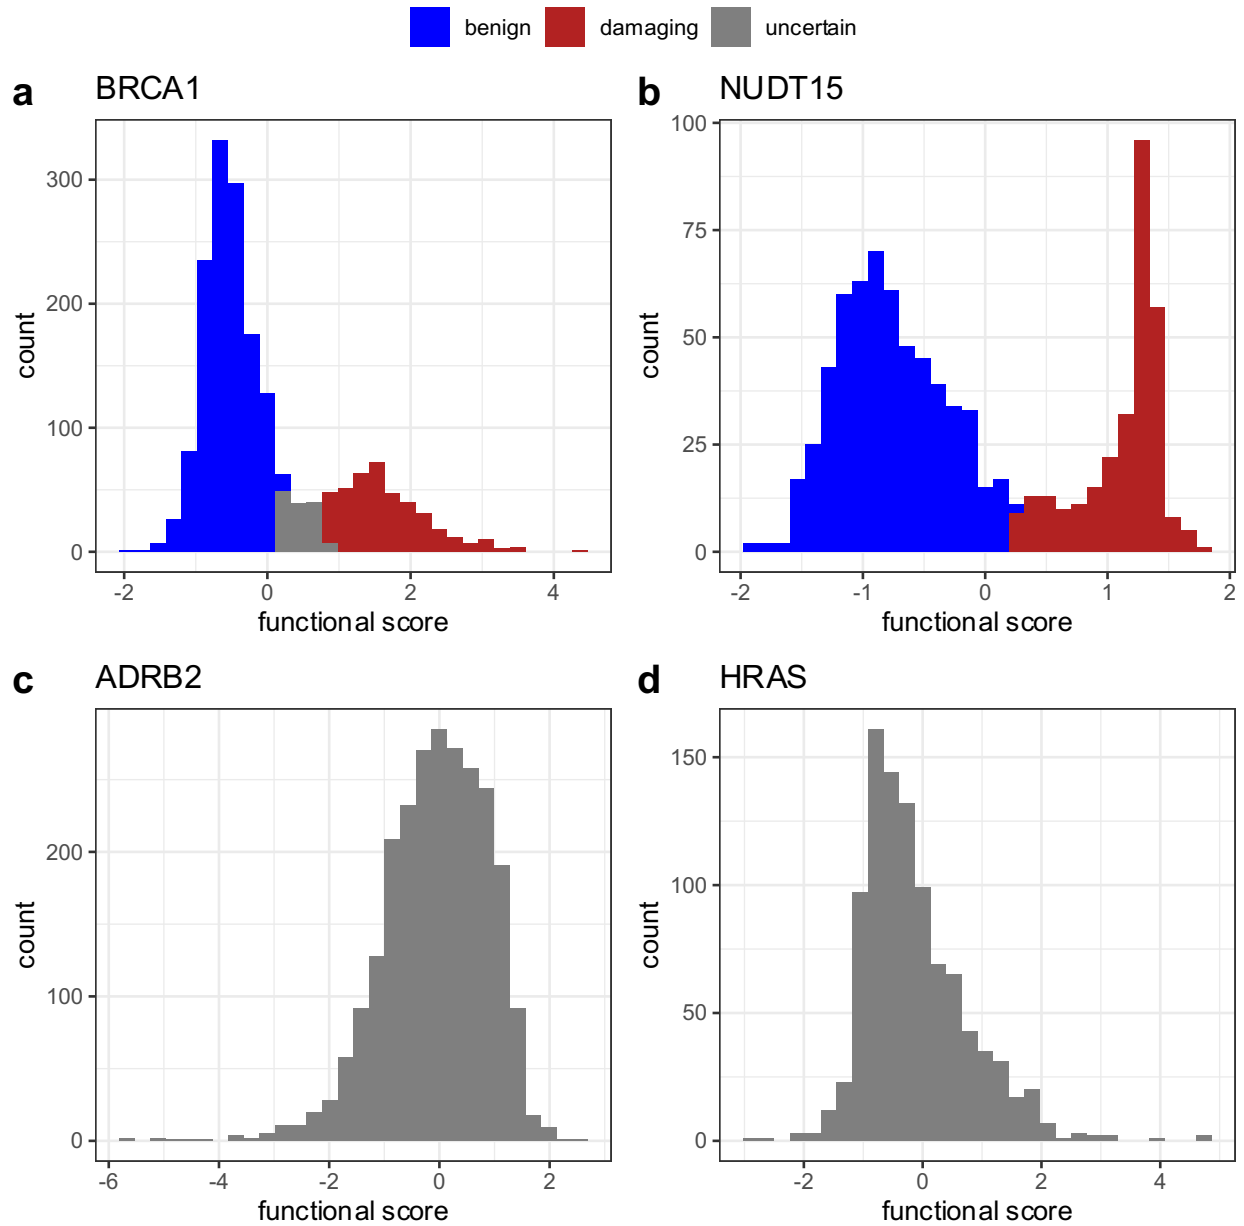 benign damaging uncertain
a BRCA1
300
200
100
0
count
-2 0 2 4
functional score
b NUDT15
100
75
50
25
0
count
-2 -1 0 1 2
functional score
c ADRB2
200
100
0
count
-6 -4 -2 0 2
functional score
d HRAS
150
100
50
0
count
-2 0 2 4
functional score